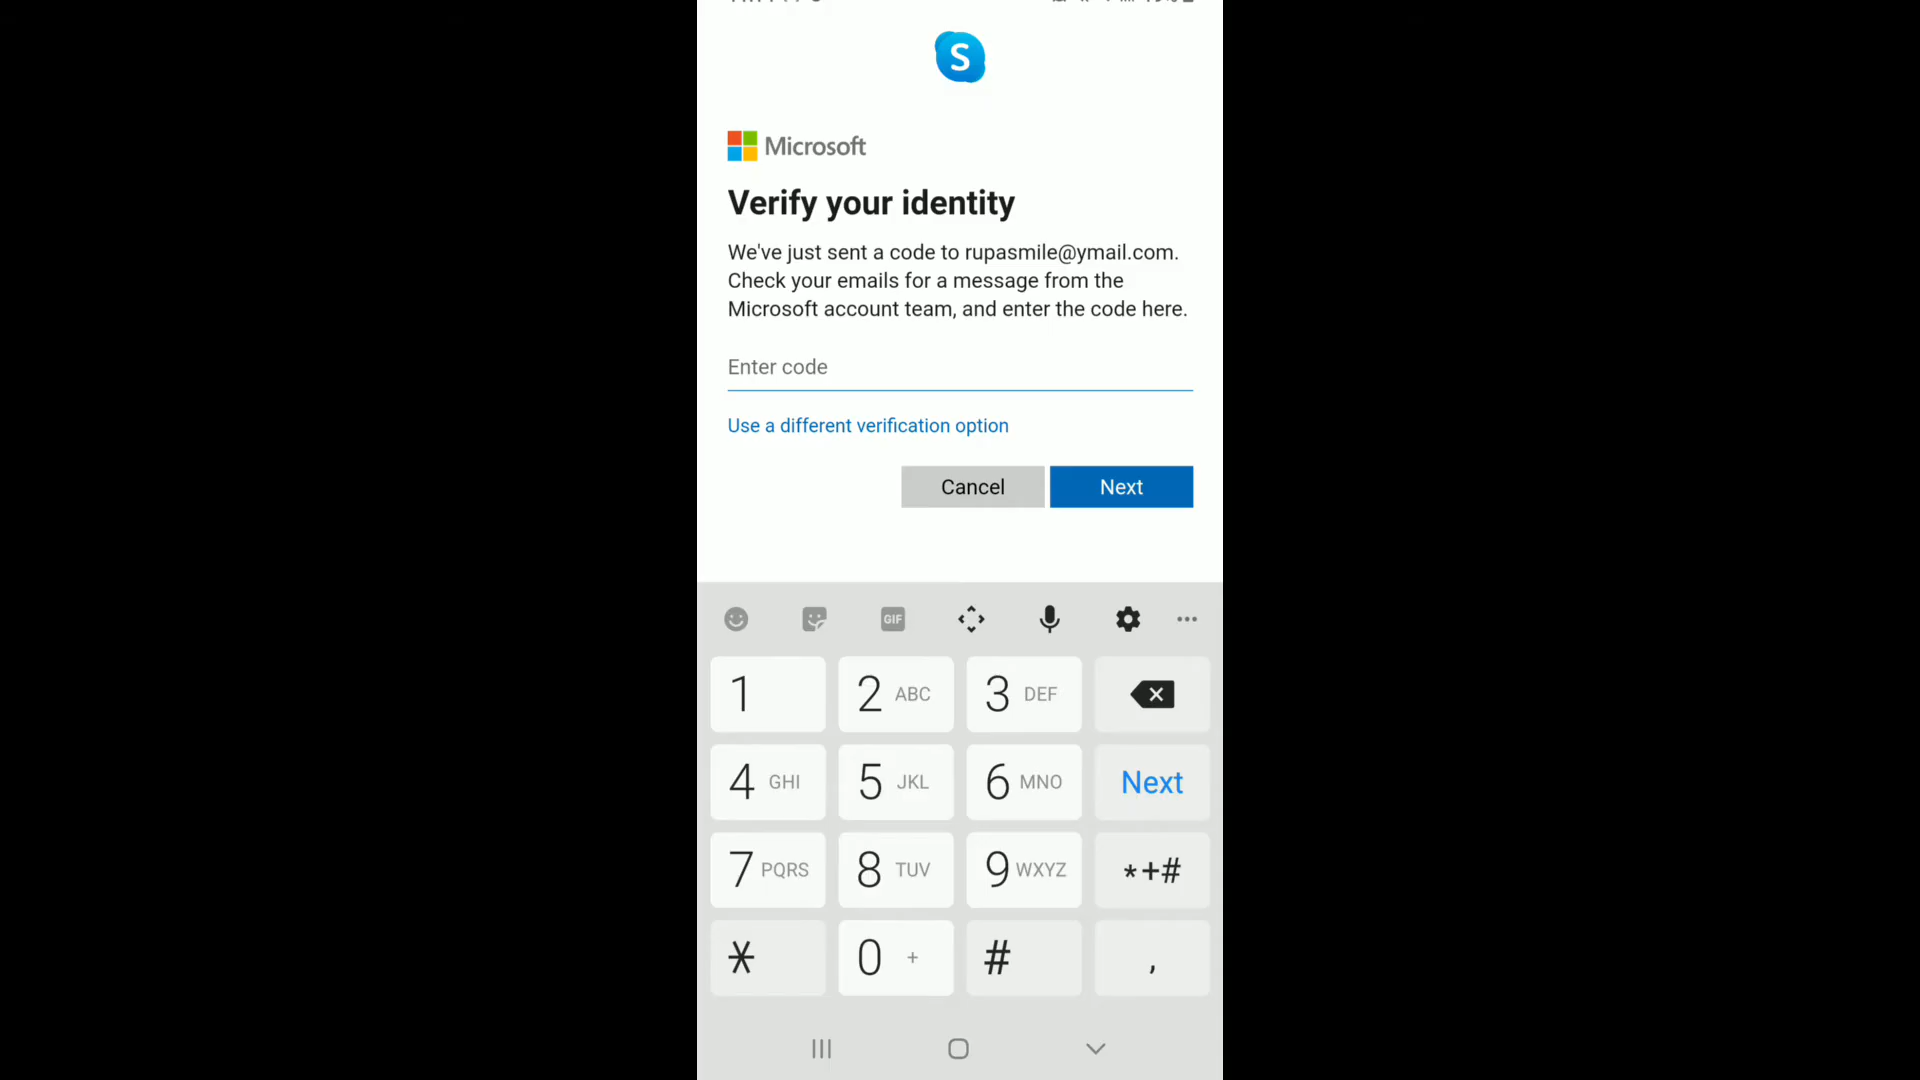 S
Microsoft
Verify your identity
We've just sent a code to rupasmile@ymail.com.
Check your emails for a message from the
Microsoft account team, and enter the code here.
Enter code
Use a different verification option
Cancel Next
GIF
1 2 ABC 3 DEF
4 GHI 5 JKL 6 MNO Next
7 PQRS 8 TUV 9 WXYZ *+#
* 0 + # ,